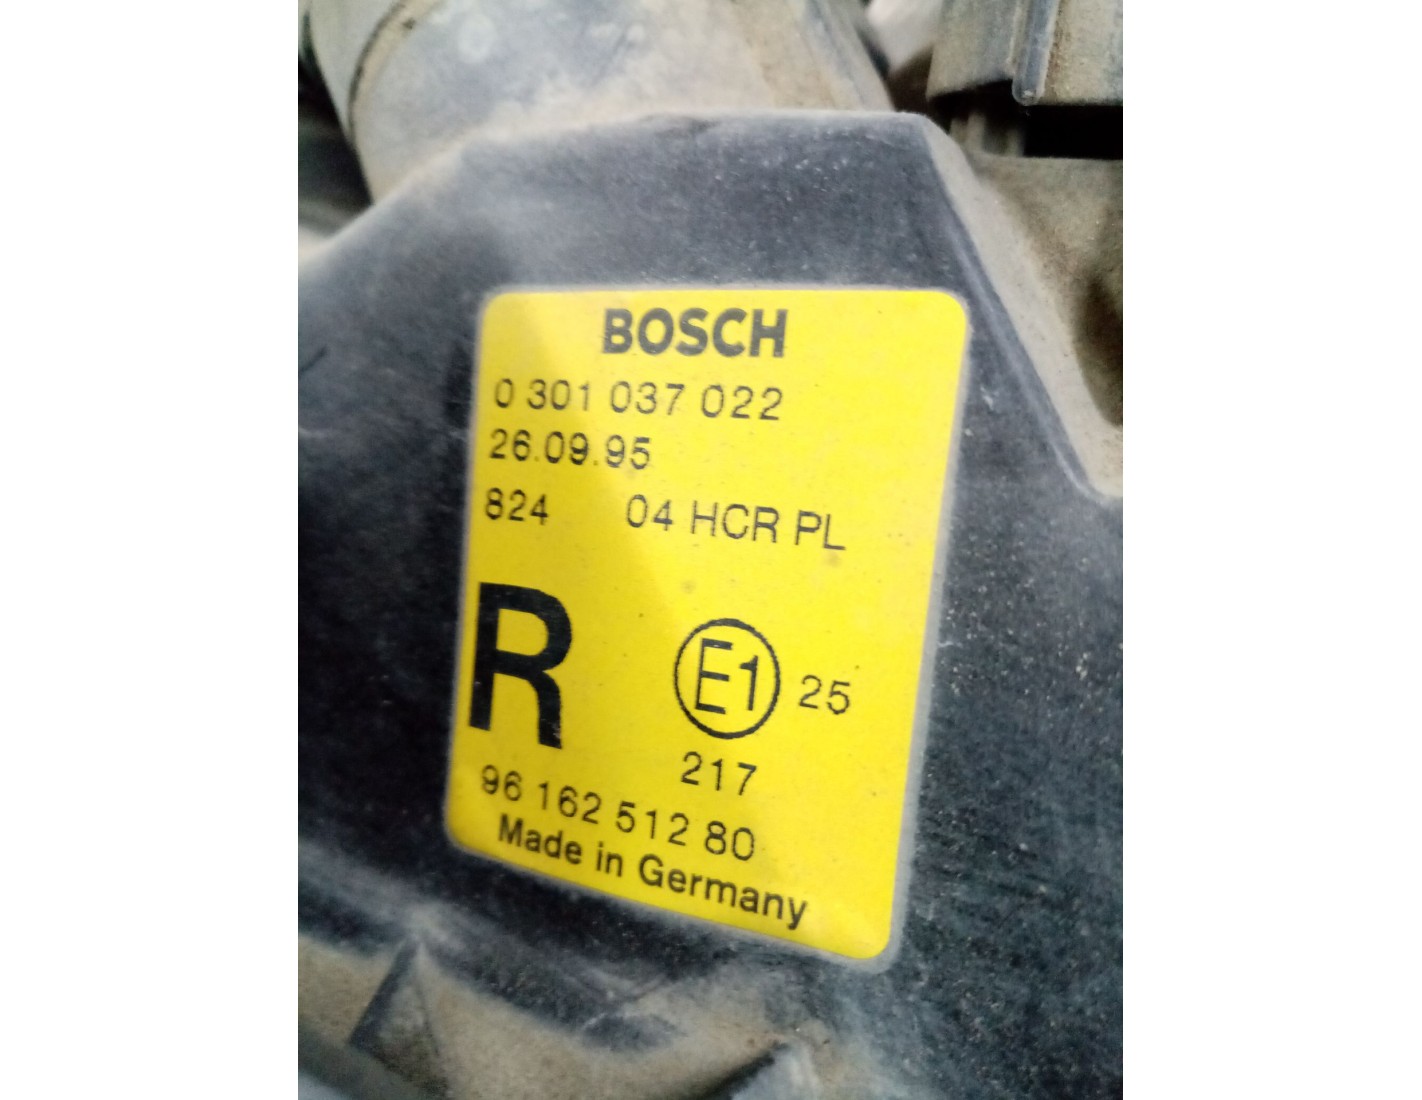 BOSCH
0 301 037 022
26.09.95
824 04 HCR PL
R E1 25
217
96 162 512 80
Made in Germany